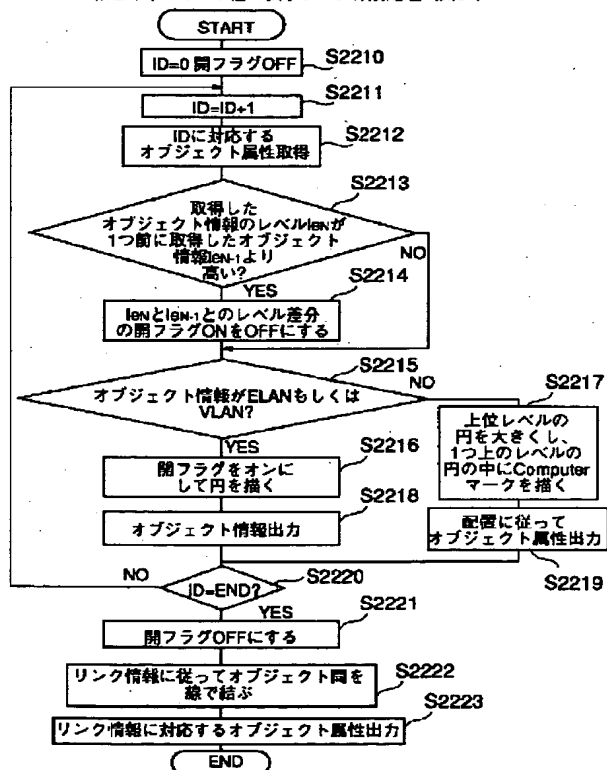 START
ID=0 開フラグOFF
S2210
ID=ID+1
S2211
IDに対応する
オブジェクト属性取得
S2212
S2213
取得した
オブジェクト情報のレベルIeNが
1つ前に取得したオブジェクト
情報IeN-1より
高い?
NO
YES
S2214
IeNとIeN-1とのレベル差分
の開フラグONをOFFにする
S2215
オブジェクト情報がELANもしくは
VLAN?
NO
YES
S2216
開フラグをオンに
して円を描く
S2217
上位レベルの
円を大きくし、
1つ上のレベルの
円の中にComputer
マークを描く
S2218
オブジェクト情報出力
配置に従って
オブジェクト属性出力
S2219
NO
ID=END?
S2220
YES
S2221
開フラグOFFにする
リンク情報に従ってオブジェクト間を
線で結ぶ
S2222
S2223
リンク情報に対応するオブジェクト属性出力
END